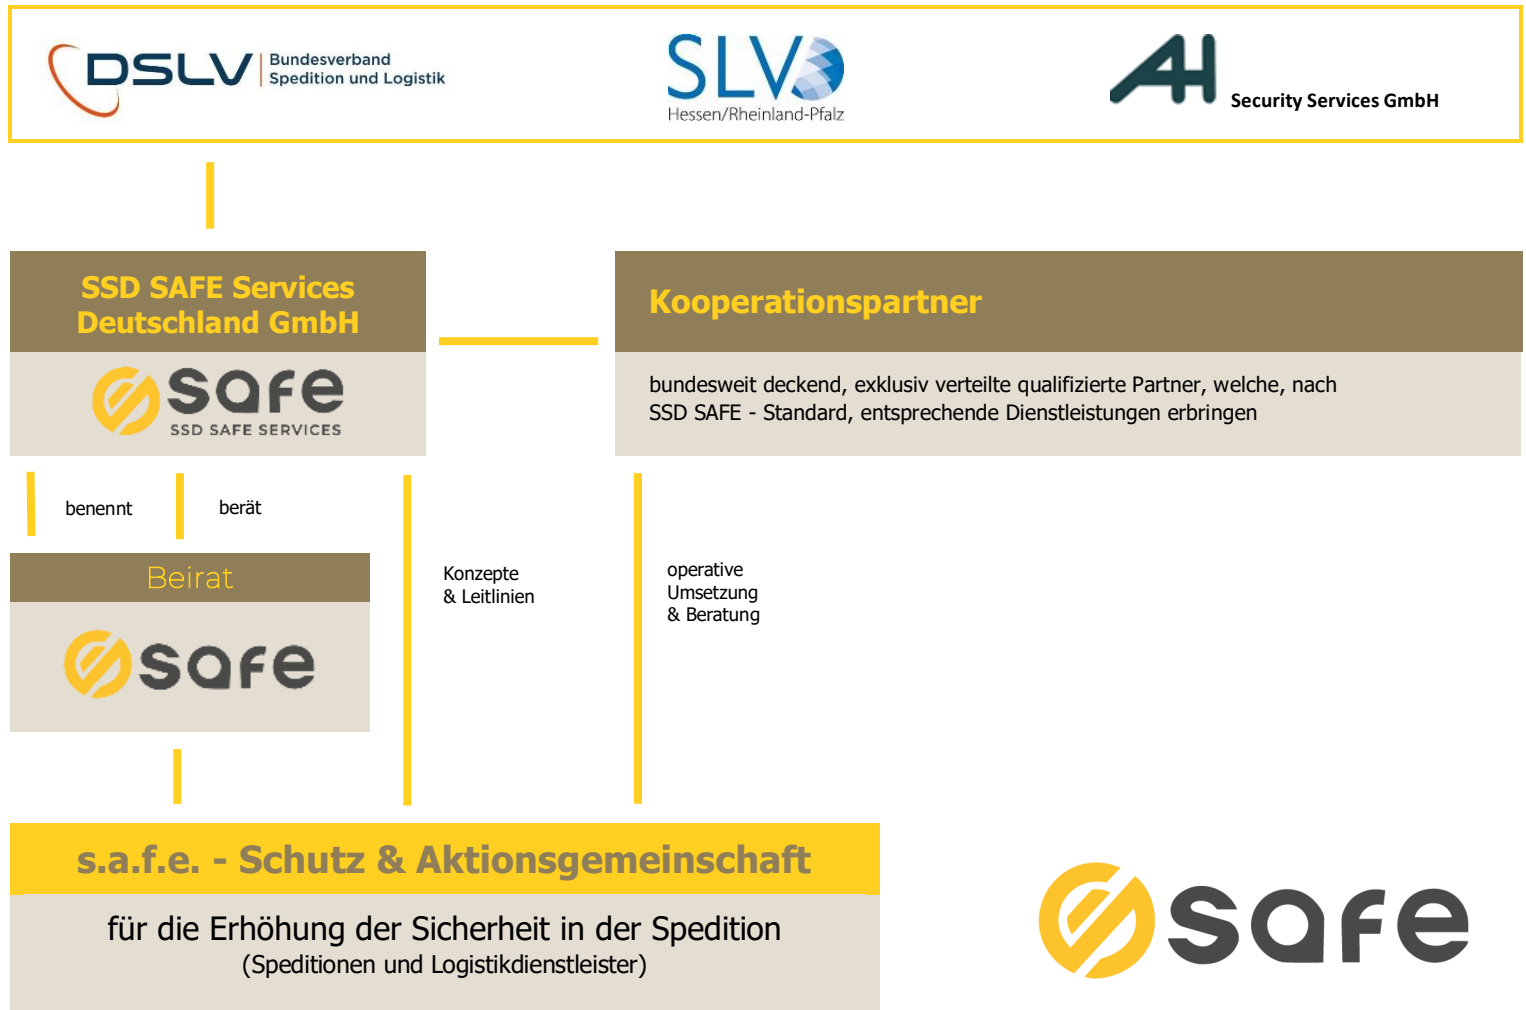 DSLV
Bundesverband
Spedition und Logistik
SLV
Hessen/Rheinland-Pfalz
AH
Security Services GmbH
SSD SAFE Services
Deutschland GmbH
safe
SSD SAFE SERVICES
Kooperationspartner
bundesweit deckend, exklusiv verteilte qualifizierte Partner, welche, nach
SSD SAFE - Standard, entsprechende Dienstleistungen erbringen
benennt
berät
Beirat
safe
Konzepte
& Leitlinien
operative
Umsetzung
& Beratung
s.a.f.e. - Schutz & Aktionsgemeinschaft
für die Erhöhung der Sicherheit in der Spedition
(Speditionen und Logistikdienstleister)
safe